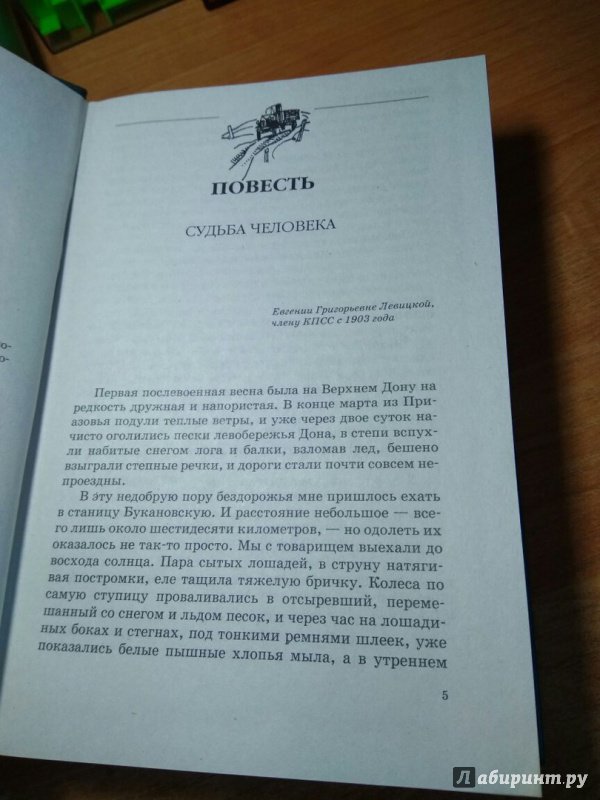 ПОВЕСТЬ
СУДЬБА ЧЕЛОВЕКА
Евгении Григорьевне Левицкой,
члену КПСС с 1903 года
Первая послевоенная весна была на Верхнем Дону на
редкость дружная и напористая. В конце марта из При-
азовья подули теплые ветры, и уже через двое суток на-
чисто оголились пески левобережья Дона, в степи вспух-
ли набитые снегом лога и балки, взломав лед, бешено
взыграли степные речки, и дороги стали почти совсем не-
проездны.
В эту недобрую пору бездорожья мне пришлось ехать
в станицу Букановскую. И расстояние небольшое — все-
го лишь около шестидесяти километров, — но одолеть их
оказалось не так-то просто. Мы с товарищем выехали до
восхода солнца. Пара сытых лошадей, в струну натяги-
вая постромки, еле тащила тяжелую бричку. Колеса по
самую ступицу проваливались в отсыревший, переме-
шанный со снегом и льдом песок, и через час на лошади-
ных боках и стегнах, под тонкими ремнями шлеек, уже
показались белые пышные хлопья мыла, а в утреннем
5
ю-
ло-
Лабиринт.ру